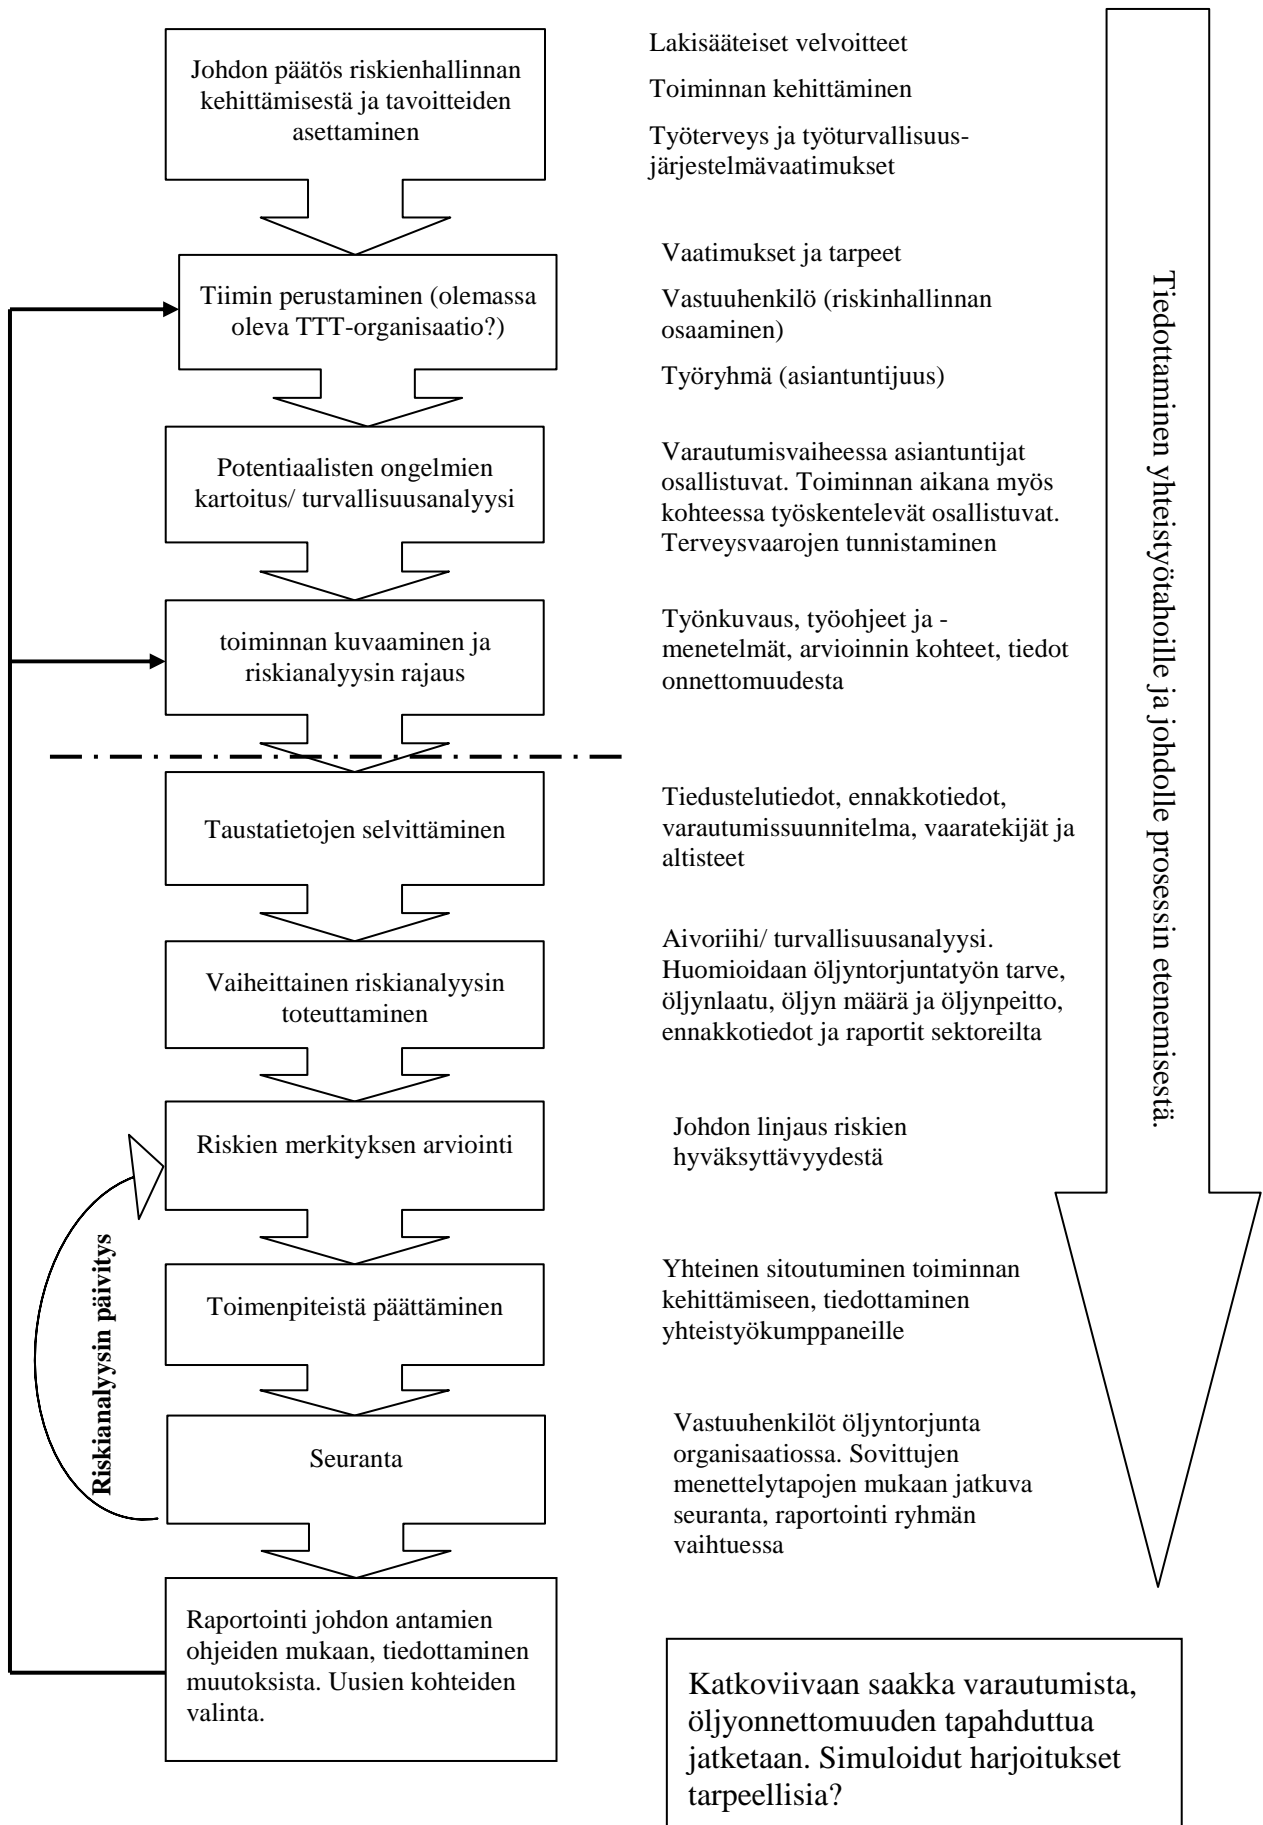 Johdon päätös riskienhallinnan
kehittämisestä ja tavoitteiden
asettaminen
Lakisääteiset velvoitteet
Toiminnan kehittäminen
Työterveys ja työturvallisuus-
järjestelmävaatimukset
Tiimin perustaminen (olemassa
oleva TTT-organisaatio?)
Vaatimukset ja tarpeet
Vastuuhenkilö (riskinhallinnan
osaaminen)
Työryhmä (asiantuntijuus)
Potentiaalisten ongelmien
kartoitus/ turvallisuusanalyysi
Varautumisvaiheessa asiantuntijat
osallistuvat. Toiminnan aikana myös
kohteessa työskentelevät osallistuvat.
Terveysvaarojen tunnistaminen
toiminnan kuvaaminen ja
riskianalyysin rajaus
Työnkuvaus, työohjeet ja -
menetelmät, arvioinnin kohteet, tiedot
onnettomuudesta
Taustatietojen selvittäminen
Tiedustelutiedot, ennakkotiedot,
varautumissuunnitelma, vaaratekijät ja
altisteet
Vaiheittainen riskianalyysin
toteuttaminen
Aivoriihi/ turvallisuusanalyysi.
Huomioidaan öljyntorjuntatyön tarve,
öljynlaatu, öljyn määrä ja öljynpeitto,
ennakkotiedot ja raportit sektoreilta
Riskien merkityksen arviointi
Johdon linjaus riskien
hyväksyttävyydestä
Toimenpiteistä päättäminen
Yhteinen sitoutuminen toiminnan
kehittämiseen, tiedottaminen
yhteistyökumppaneille
Seuranta
Vastuuhenkilöt öljyntorjunta
organisaatiossa. Sovittujen
menettelytapojen mukaan jatkuva
seuranta, raportointi ryhmän
vaihtuessa
Riskianalyysin päivitys
Raportointi johdon antamien
ohjeiden mukaan, tiedottaminen
muutoksista. Uusien kohteiden
valinta.
Tiedottaminen yhteistyötahoille ja johdolle prosessin etenemisestä.
Katkoviivaan saakka varautumista,
öljyonnettomuuden tapahduttua
jatketaan. Simuloidut harjoitukset
tarpeellisia?